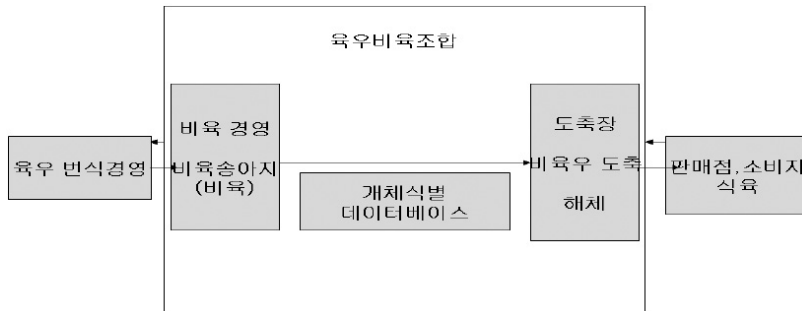 육우비육조합
육우 번식경영
비육 경영
비육송아지
(비육)
개체식별
데이터베이스
도축장
비육우 도축
해체
판매점,소비자
식육